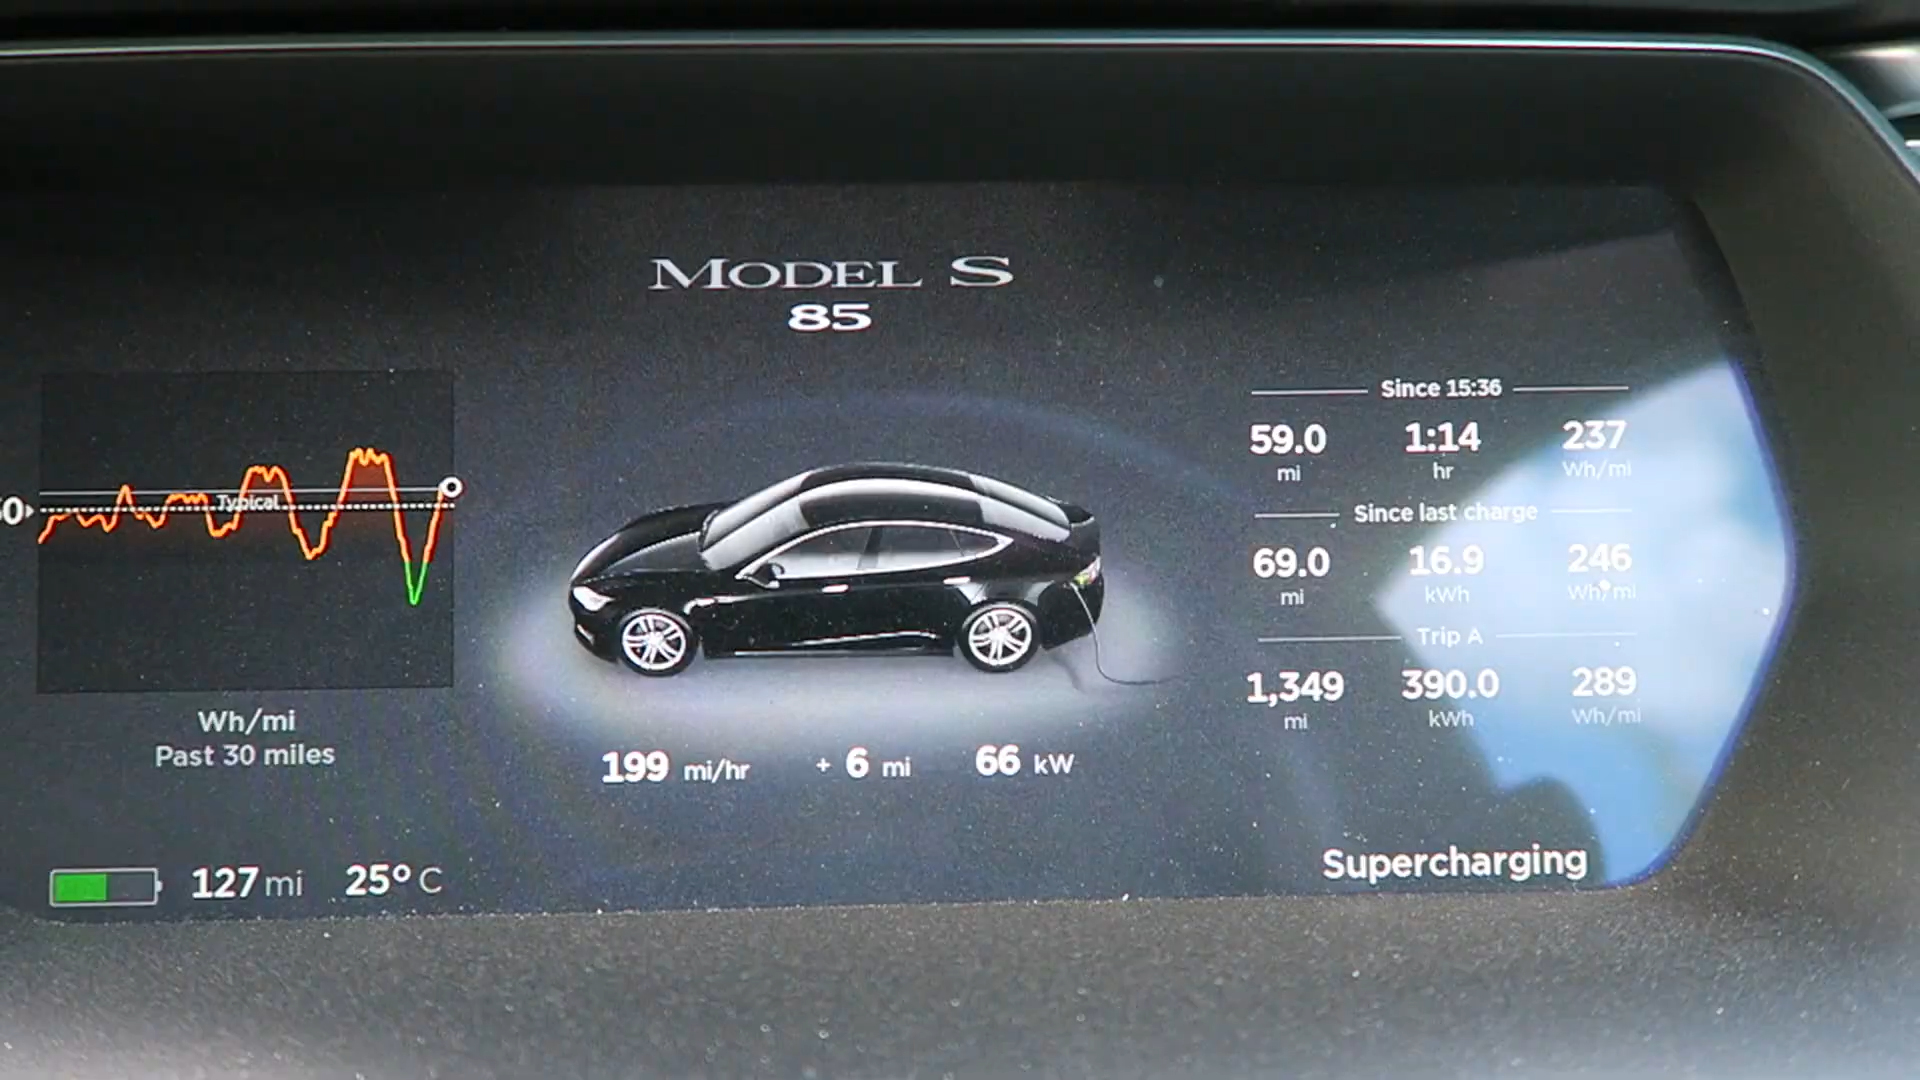 MODEL S
85
Typical
Wh/mi
Past 30 miles
199 mi/hr + 6 mi 66 kW
Since 15:36
59.0 1:14 237
mi hr Wh/mi
Since last charge
69.0 16.9 246
mi kWh Wh/mi
Trip A
1,349 390.0 289
mi kWh Wh/mi
127 mi 25° C
Supercharging